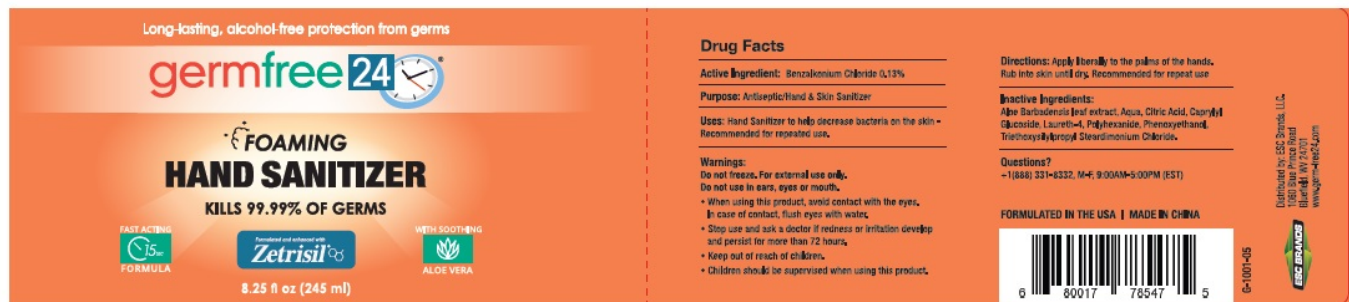 Long-lasting, alcohol-free protection from germs
germfree24®
FOAMING
HAND SANITIZER
KILLS 99.99% OF GERMS
FAST ACTING
15sec
FORMULA
Formulated and enhanced with
Zetrisil
WITH SOOTHING
ALOE VERA
8.25 fl oz (245 ml)
Drug Facts
Active Ingredient: Benzalkonium Chloride 0.13%
Purpose: Antiseptic/Hand & Skin Sanitizer
Uses: Hand Sanitizer to help decrease bacteria on the skin -
Recommended for repeated use.
Warnings:
Do not freeze. For external use only.
Do not use in ears, eyes or mouth.
• When using this product, avoid contact with the eyes.
In case of contact, flush eyes with water.
• Stop use and ask a doctor if redness or irritation develop
and persist for more than 72 hours.
• Keep out of reach of children.
• Children should be supervised when using this product.
Directions: Apply liberally to the palms of the hands.
Rub into skin until dry. Recommended for repeat use
Inactive Ingredients:
Aloe Barbadensis leaf extract, Aqua, Citric Acid, Caprylyl
Glucoside, Laureth-4, Polyhexanide, Phenoxyethanol,
Triethoxysilylpropyl Steardimonium Chloride.
Questions?
+1(888) 331-8332, M-F, 9:00AM-5:00PM (EST)
FORMULATED IN THE USA | MADE IN CHINA
6 80017 78547 5
G-1001-05
Distributed by: ESC Brands, LLC.
1060 Blue Prince Road
Bluefield, WV 24701
www.germ-free24.com
ESC BRANDS